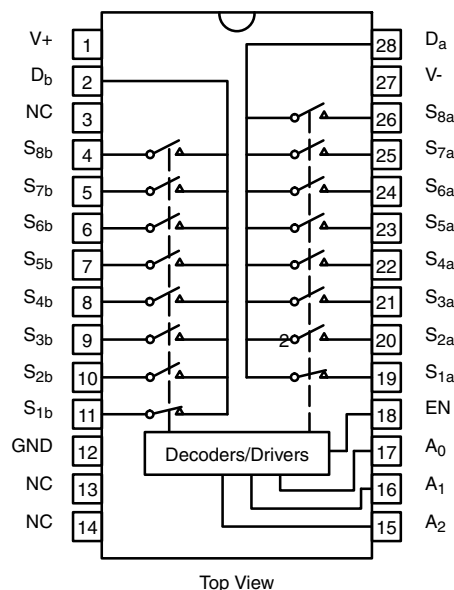 V+ 1 28 Da
Db 2 27 V-
NC 3 26 S8a
S8b 4 25 S7a
S7b 5 24 S6a
S6b 6 23 S5a
S5b 7 22 S4a
S4b 8 21 S3a
S3b 9 2 20 S2a
S2b 10 19 S1a
S1b 11 18 EN
GND 12 Decoders/Drivers 17 A0
NC 13 16 A1
NC 14 15 A2
Top View